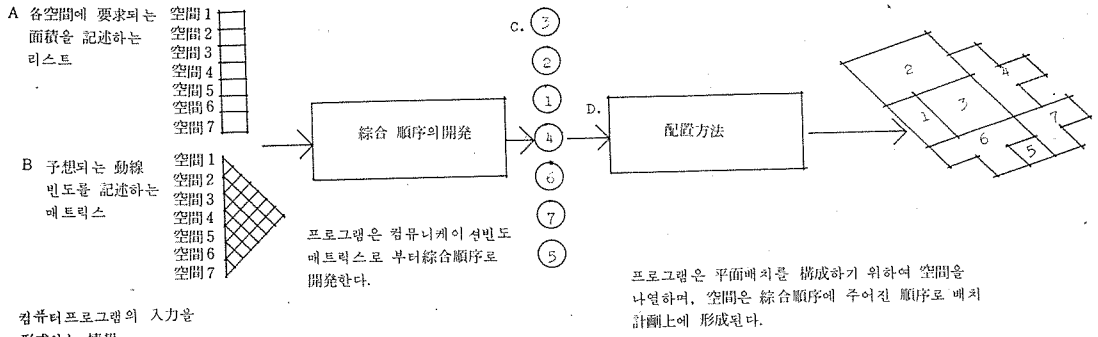 A 各空間에 要求되는
面積을 記述하는
리스트
空間 1
空間 2
空間 3
空間 4
空間 5
空間 6
空間 7
B 予想되는 動線
빈도를 記述하는
매트릭스
空間 1
空間 2
空間 3
空間 4
空間 5
空間 6
空間 7
컴퓨터프로그램의 入力을
綜合 順序의開発
프로그램은 컴뮤니케이션빈도
매트릭스로 부터綜合順序로
開発한다.
C.
3
2
1
4
6
7
5
D.
配置方法
2
4
1
3
7
6
5
프로그램은 平面配置를 構成하기 위하여 空間을
나열하며, 空間은 綜合順序에 주어진 順序로 배치
計劃上에 形成된다.